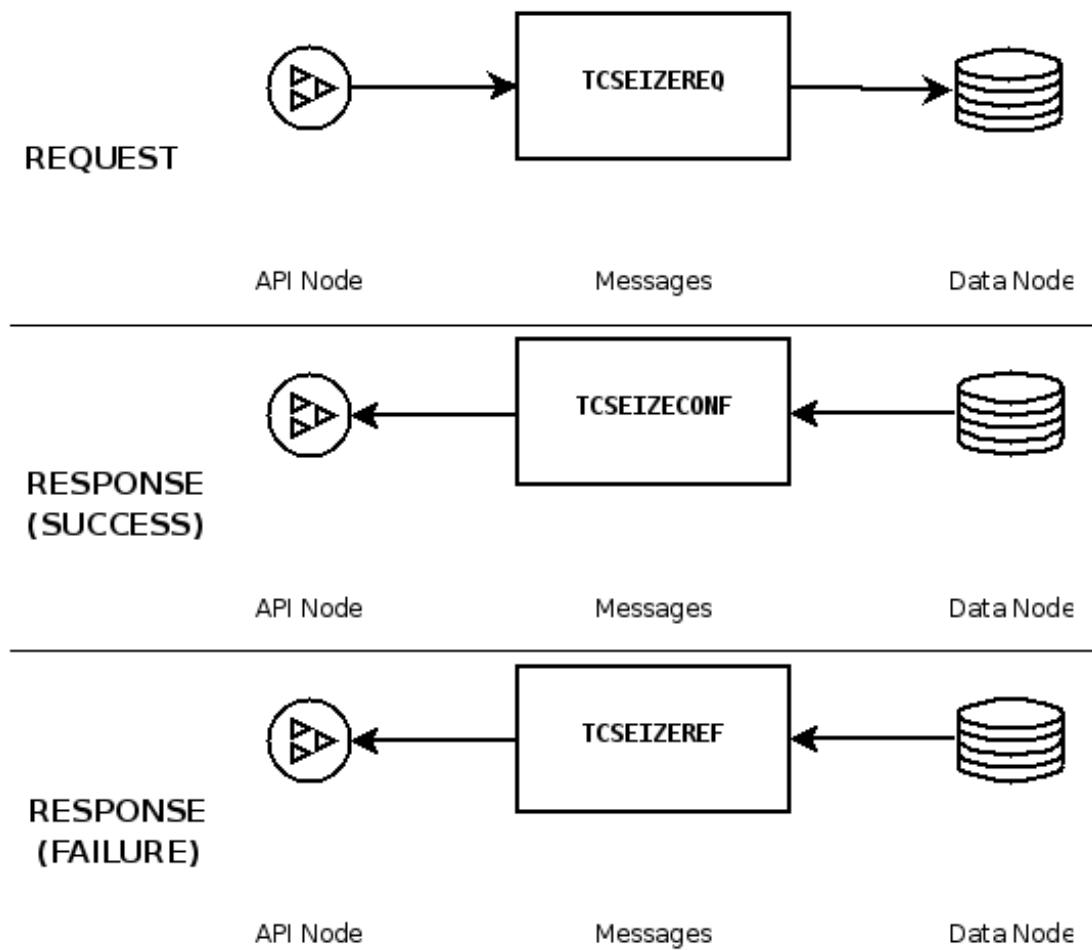 TCSEIZEREQ
REQUEST
API Node Messages Data Node
TCSEIZECONF
RESPONSE
(SUCCESS)
API Node Messages Data Node
TCSEIZEREF
RESPONSE
(FAILURE)
API Node Messages Data Node